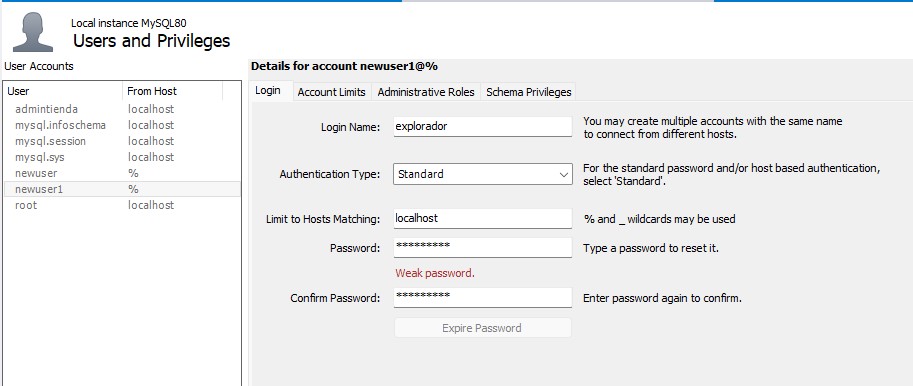 Local instance MySQL80
Users and Privileges
User Accounts
User From Host
admintienda localhost
mysql.infoschema localhost
mysql.session localhost
mysql.sys localhost
newuser %
newuser1 %
root localhost
Details for account newuser1@%
Login Account Limits Administrative Roles Schema Privileges
Login Name: explorador You may create multiple accounts with the same name
to connect from different hosts.
Authentication Type: Standard For the standard password and/or host based authentication,
select 'Standard'.
Limit to Hosts Matching: localhost % and _ wildcards may be used
Password: ********* Type a password to reset it.
Weak password.
Confirm Password: ********* Enter password again to confirm.
Expire Password